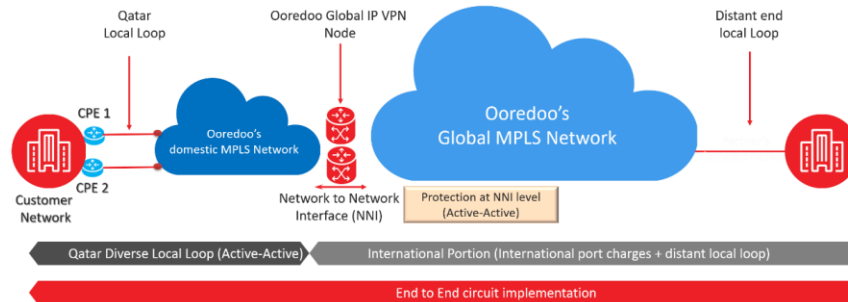 Qatar
Local Loop
Ooredoo Global IP VPN
Node
Distant end
local Loop
CPE 1
CPE 2
Customer
Network
Ooredoo's
domestic MPLS Network
Network to Network
Interface (NNI)
Ooredoo's
Global MPLS Network
Protection at NNI level
(Active-Active)
Qatar Diverse Local Loop (Active-Active)
International Portion (International port charges + distant local loop)
End to End circuit implementation